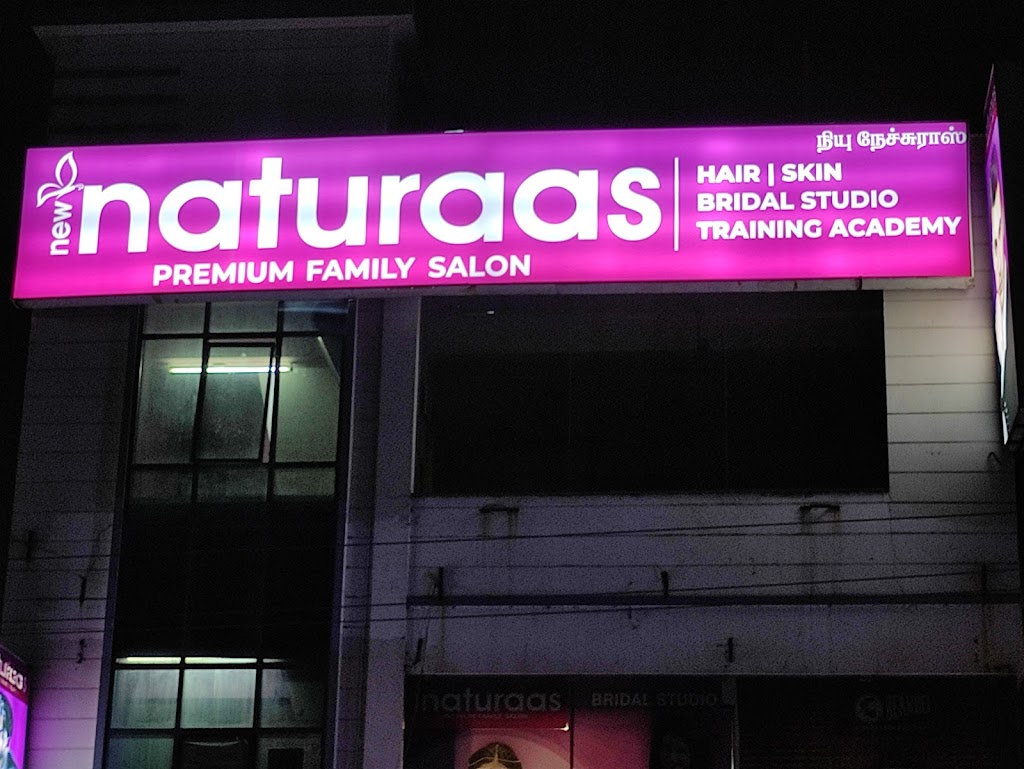 நியு நேச்சுராஸ்
new naturaas
PREMIUM FAMILY SALON
HAIR | SKIN
BRIDAL STUDIO
TRAINING ACADEMY
naturaas
BRIDAL STUDIO